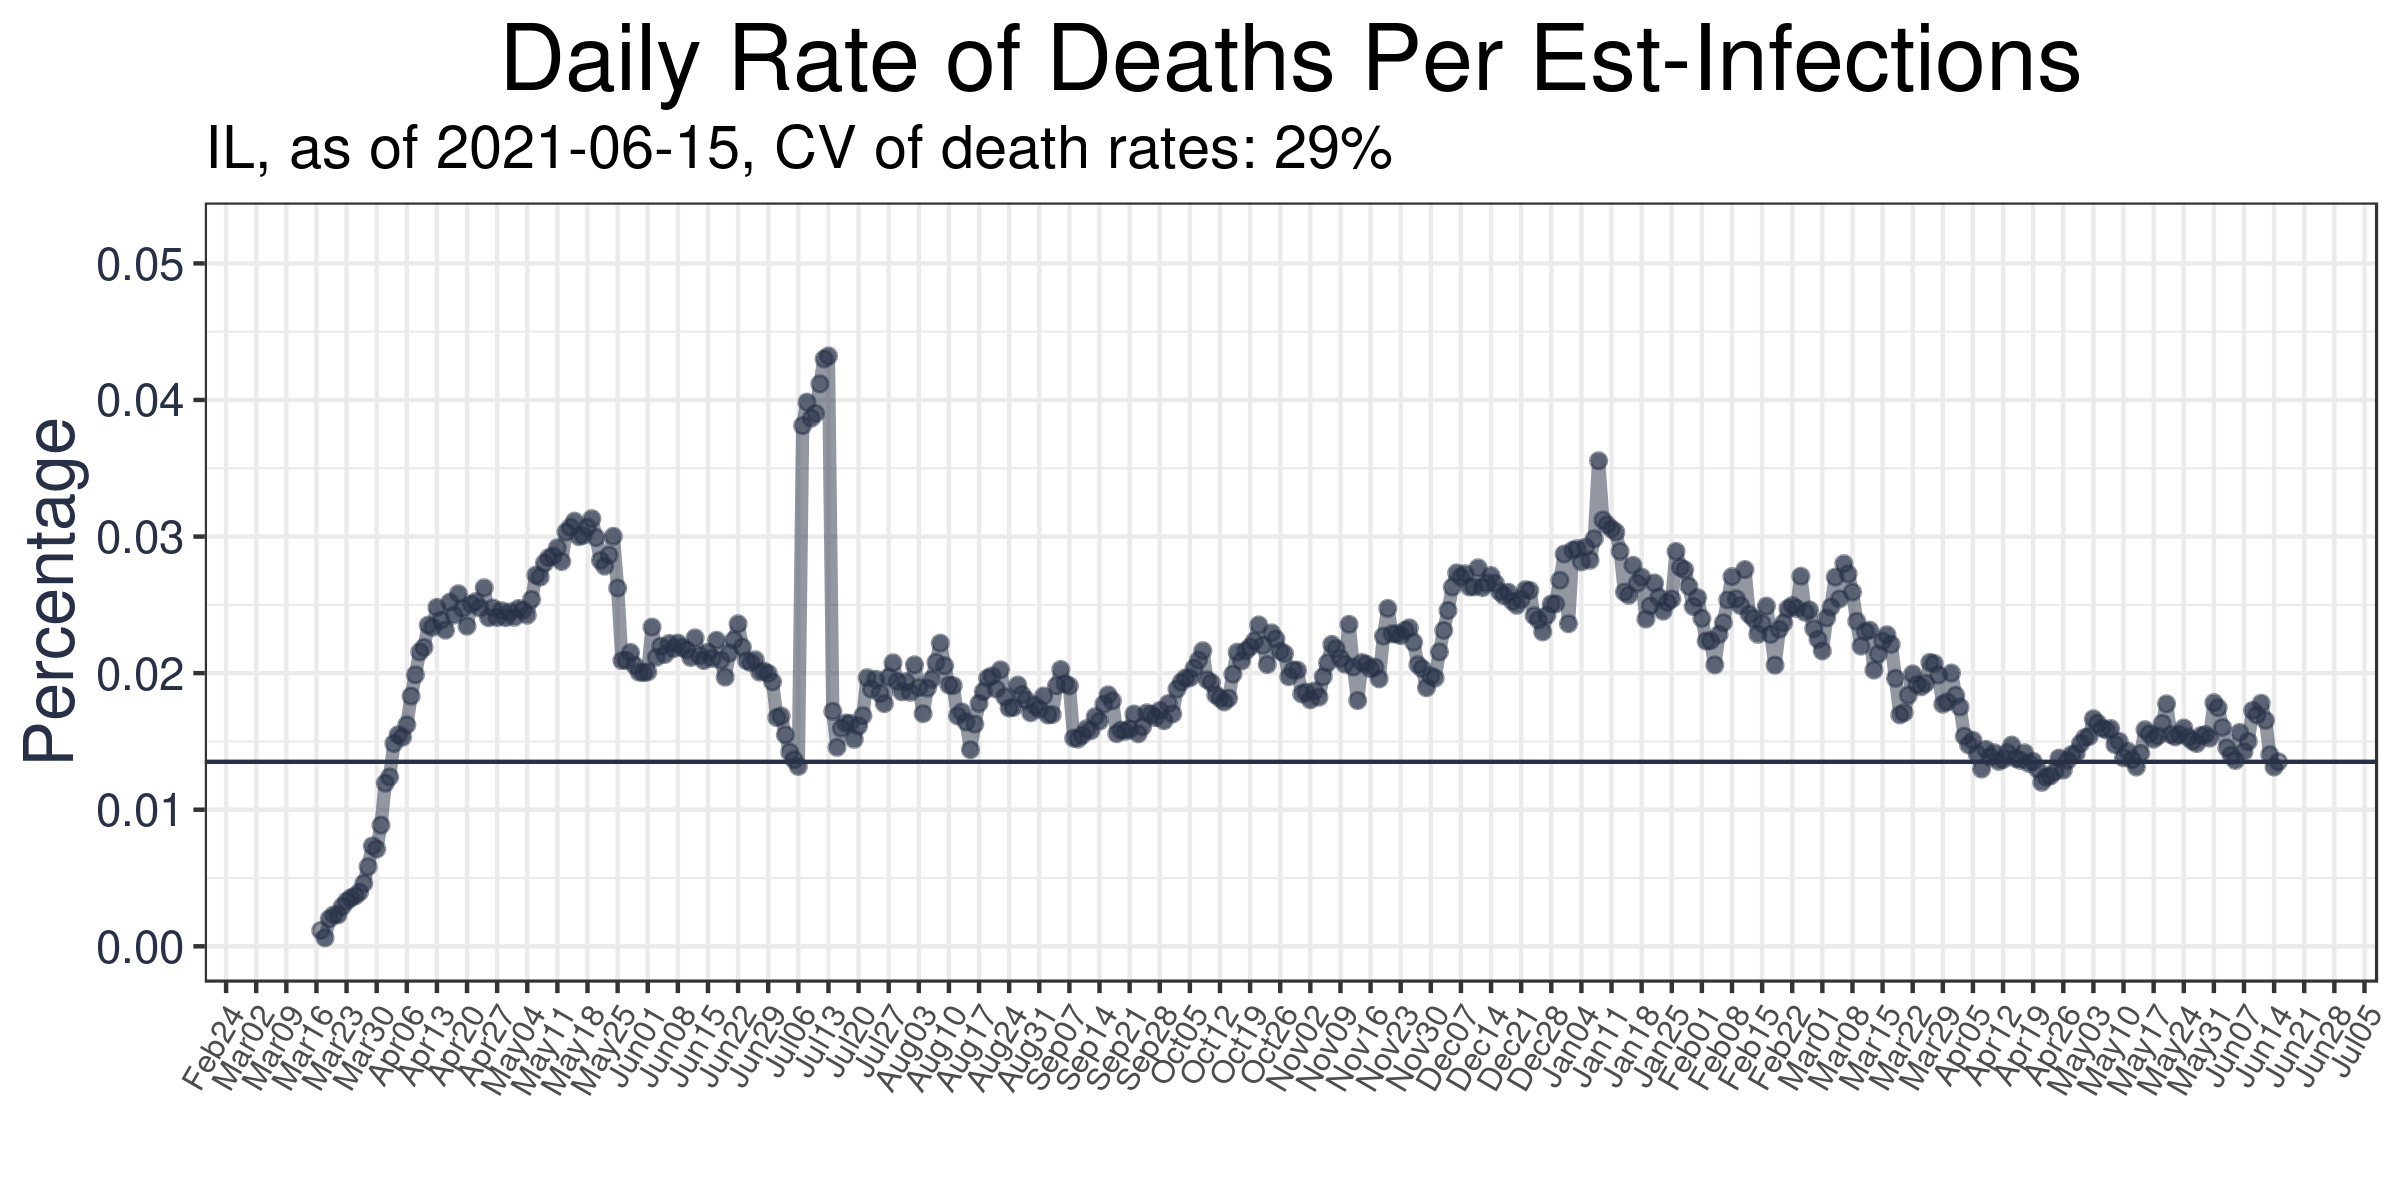 Daily Rate of Deaths Per Est-Infections
IL, as of 2021-06-15, CV of death rates: 29%
Percentage
0.05
0.04
0.03
0.02
0.01
0.00
Feb24
Mar02
Mar09
Mar16
Mar23
Mar30
Apr06
Apr13
Apr20
Apr27
May04
May11
May18
May25
Jun01
Jun08
Jun15
Jun22
Jun29
Jul06
Jul13
Jul20
Jul27
Aug03
Aug10
Aug17
Aug24
Aug31
Sep07
Sep14
Sep21
Sep28
Oct05
Oct12
Oct19
Oct26
Nov02
Nov09
Nov16
Nov23
Nov30
Dec07
Dec14
Dec21
Dec28
Jan04
Jan11
Jan18
Jan25
Feb01
Feb08
Feb15
Feb22
Mar01
Mar08
Mar15
Mar22
Mar29
Apr05
Apr12
Apr19
Apr26
May03
May10
May17
May24
May31
Jun07
Jun14
Jun21
Jun28
Jul05